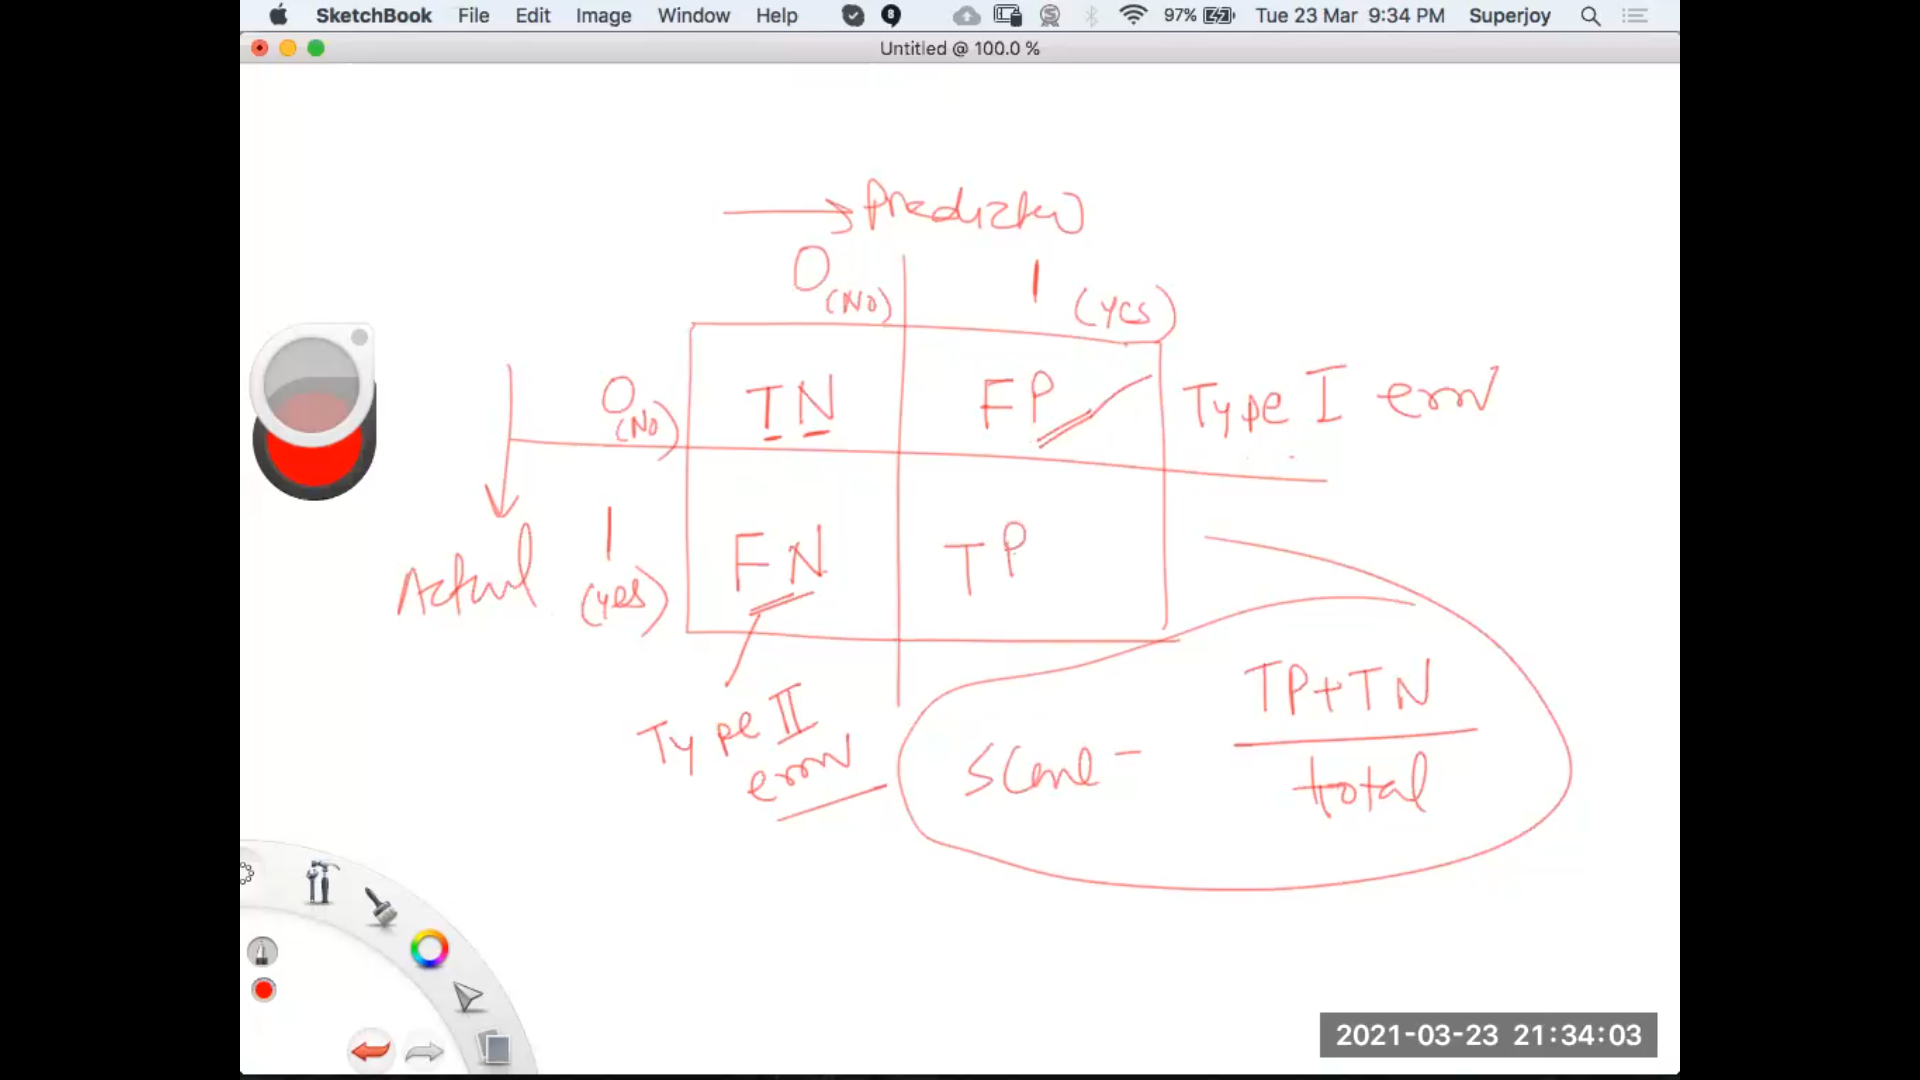 SketchBook File Edit Image Window Help 8 97% Tue 23 Mar 9:34 PM Superjoy
Untitled @ 100.0 %
Predicted
0 (No) 1 (Yes)
0 (No) TN FP Type I error
Actual 1 (yes) FN TP
Type II error
Score = TP+TN
total
2021-03-23 21:34:03